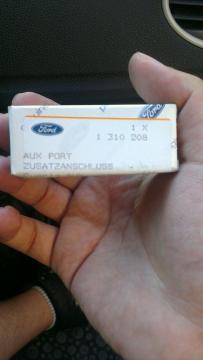 Ford
1 X
1 310 208
AUX PORT
ZUSATZANSCHLUSS